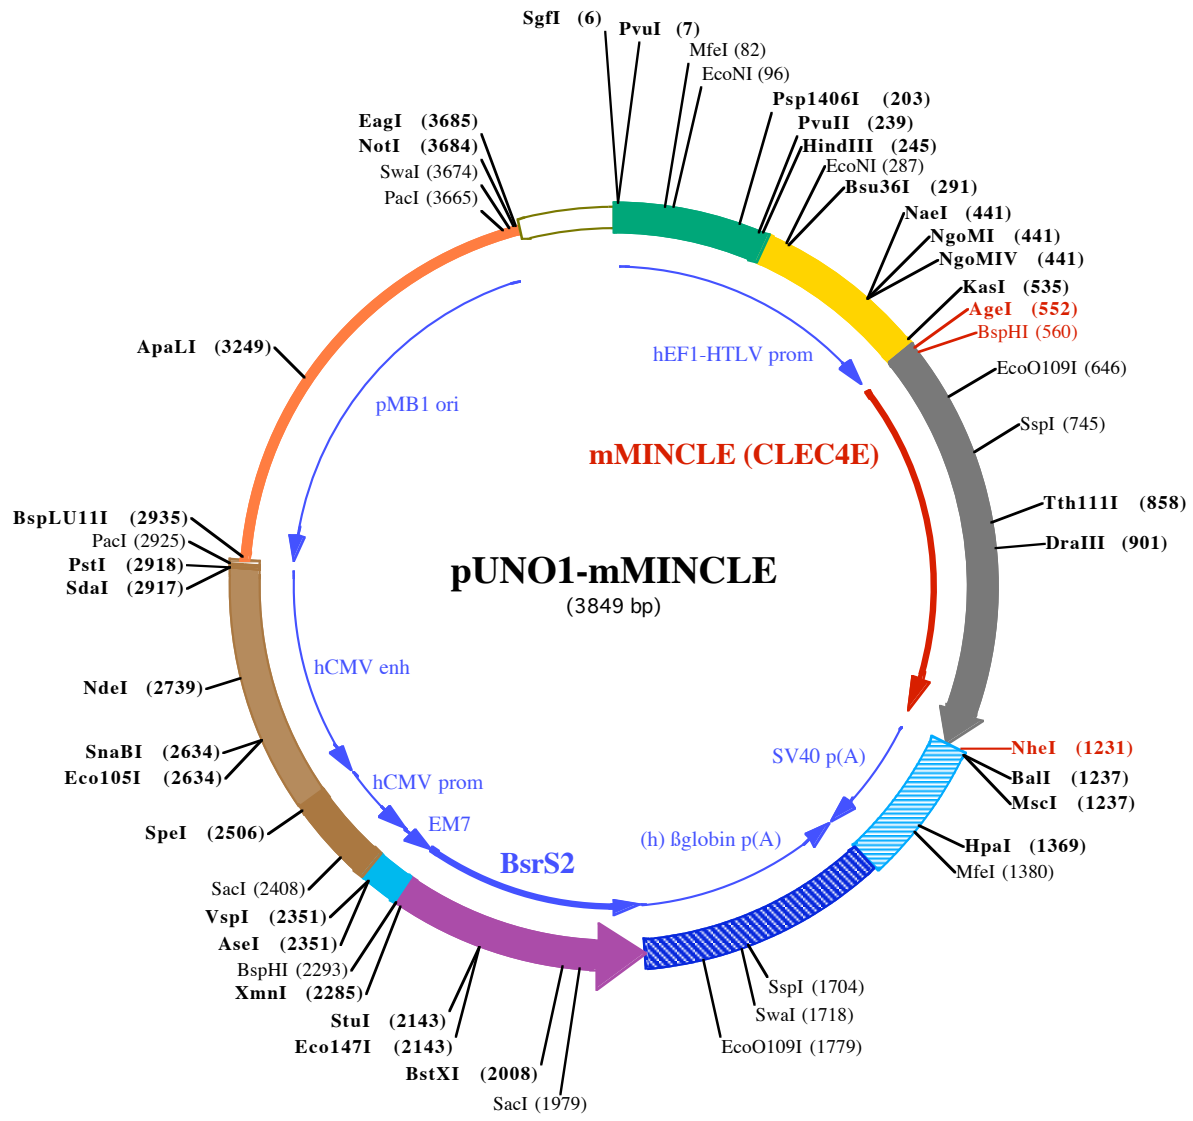 SgfI (6)
PvuI (7)
MfeI (82)
EcoNI (96)
Psp1406I (203)
PvuII (239)
HindIII (245)
EcoNI (287)
Bsu36I (291)
NaeI (441)
NgoMI (441)
NgoMIV (441)
KasI (535)
AgeI (552)
BspHI (560)
EcoO109I (646)
SspI (745)
Tth111I (858)
DraIII (901)
NheI (1231)
BalI (1237)
MscI (1237)
HpaI (1369)
MfeI (1380)
SspI (1704)
SwaI (1718)
EcoO109I (1779)
SacI (1979)
BstXI (2008)
Eco147I (2143)
StuI (2143)
XmnI (2285)
BspHI (2293)
AseI (2351)
VspI (2351)
SacI (2408)
SpeI (2506)
Eco105I (2634)
SnaBI (2634)
NdeI (2739)
SdaI (2917)
PstI (2918)
PacI (2925)
BspLU11I (2935)
ApaLI (3249)
PacI (3665)
SwaI (3674)
NotI (3684)
EagI (3685)
hEF1-HTLV prom
pMB1 ori
mMINCLE (CLEC4E)
pUNO1-mMINCLE
(3849 bp)
hCMV enh
SV40 p(A)
hCMV prom
EM7
(h) ßglobin p(A)
BsrS2